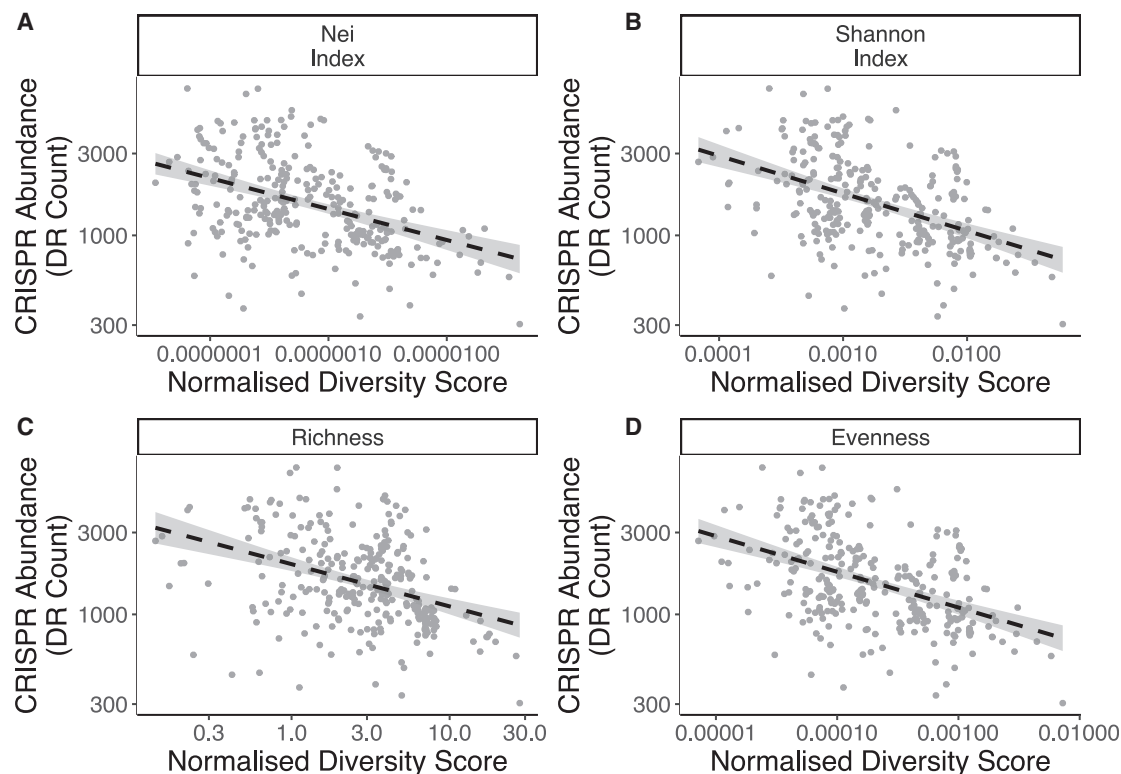 A
Nei
Index
CRISPR Abundance
(DR Count)
3000
1000
300
0.0000001
0.0000010
0.0000100
Normalised Diversity Score
B
Shannon
Index
CRISPR Abundance
(DR Count)
3000
1000
300
0.0001
0.0010
0.0100
Normalised Diversity Score
C
Richness
CRISPR Abundance
(DR Count)
3000
1000
300
0.3
1.0
3.0
10.0
30.0
Normalised Diversity Score
D
Evenness
CRISPR Abundance
(DR Count)
3000
1000
300
0.00001
0.00010
0.00100
0.01000
Normalised Diversity Score